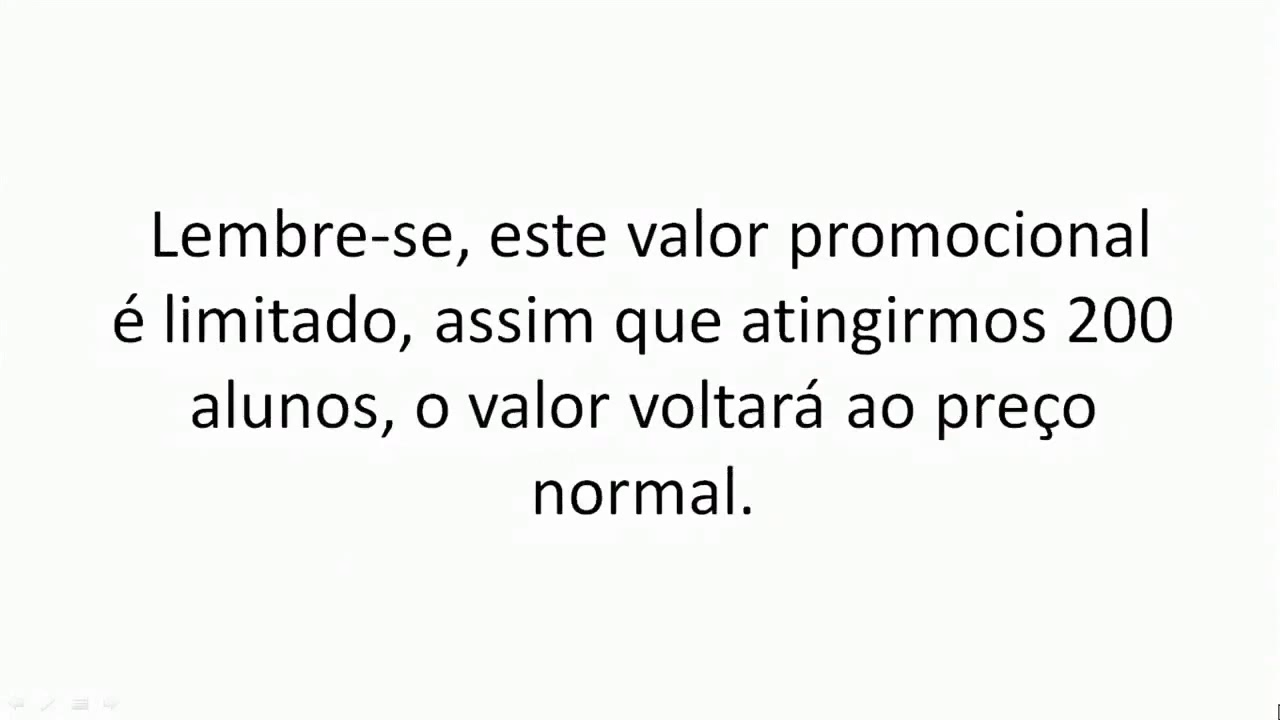 Lembre-se, este valor promocional
é limitado, assim que atingirmos 200
alunos, o valor voltará ao preço
normal.